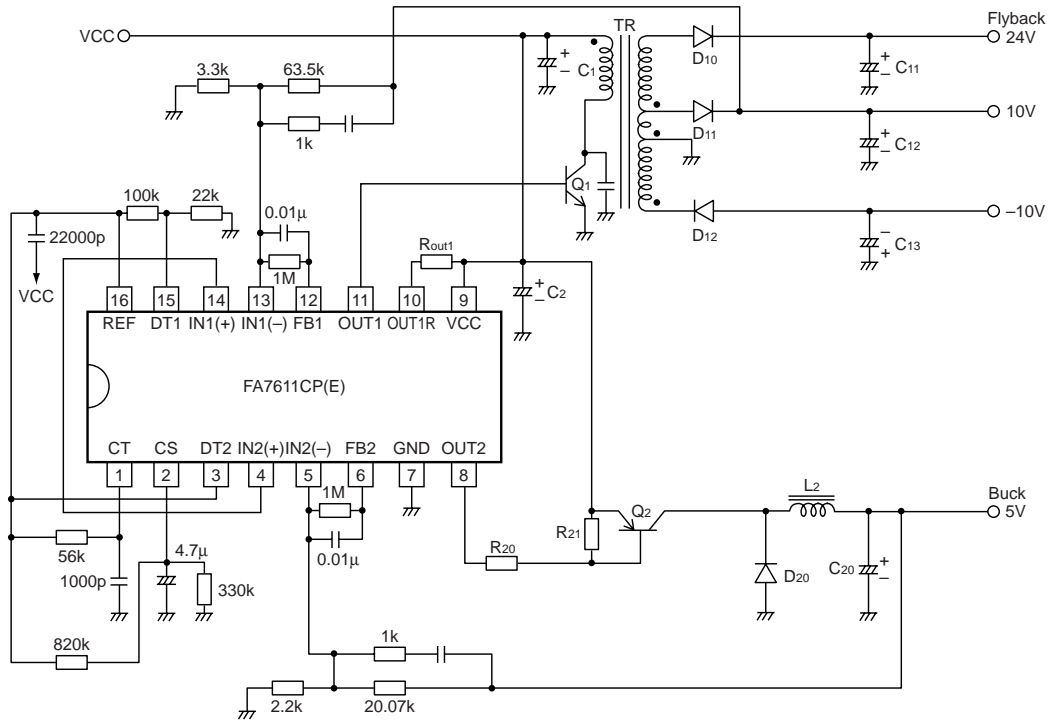 Flyback
TR
24V
VCC
C1
+
–
D10
+
–
C11
3.3k
63.5k
10V
D11
+
–
C12
1k
Q1
–10V
D12
–
+
C13
100k
22k
0.01μ
22000p
1M
Rout1
VCC
+
–
C2
16
15
14
13
12
11
10
9
REF
DT1
IN1(+)
IN1(–)
FB1
OUT1
OUT1R
VCC
FA7611CP(E)
CT
CS
DT2
IN2(+)
IN2(–)
FB2
GND
OUT2
1
2
3
4
5
6
7
8
1M
0.01μ
L2
Buck
5V
Q2
R21
R20
56k
4.7μ
1000p
330k
D20
C20
+
–
820k
1k
2.2k
20.07k